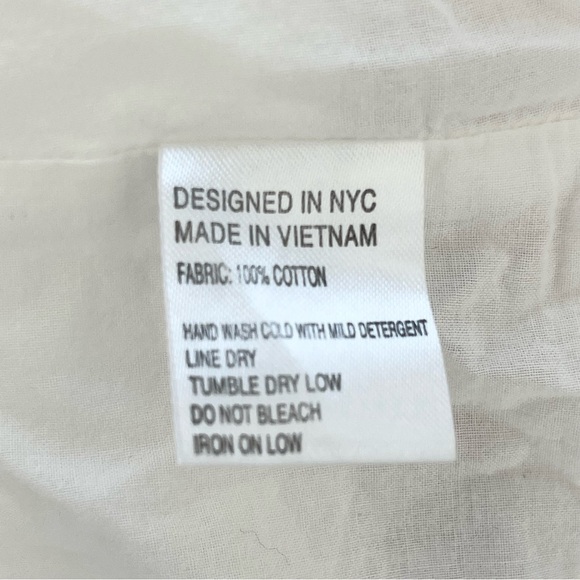 DESIGNED IN NYC
MADE IN VIETNAM
FABRIC: 100% COTTON
HAND WASH COLD WITH MILD DETERGENT
LINE DRY
TUMBLE DRY LOW
DO NOT BLEACH
IRON ON LOW